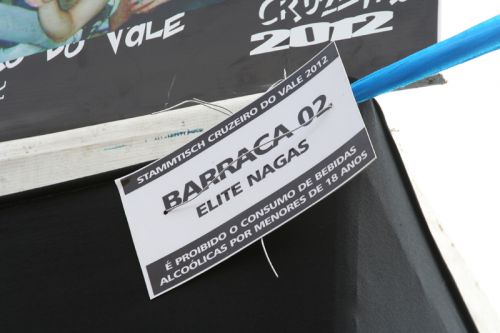 DO VALE
CRUZEIRO
2012
STAMMTISCH CRUZEIRO DO VALE 2012
BARRACA 02
ELITE NAGAS
É PROIBIDO O CONSUMO DE BEBIDAS
ALCOÓLICAS POR MENORES DE 18 ANOS